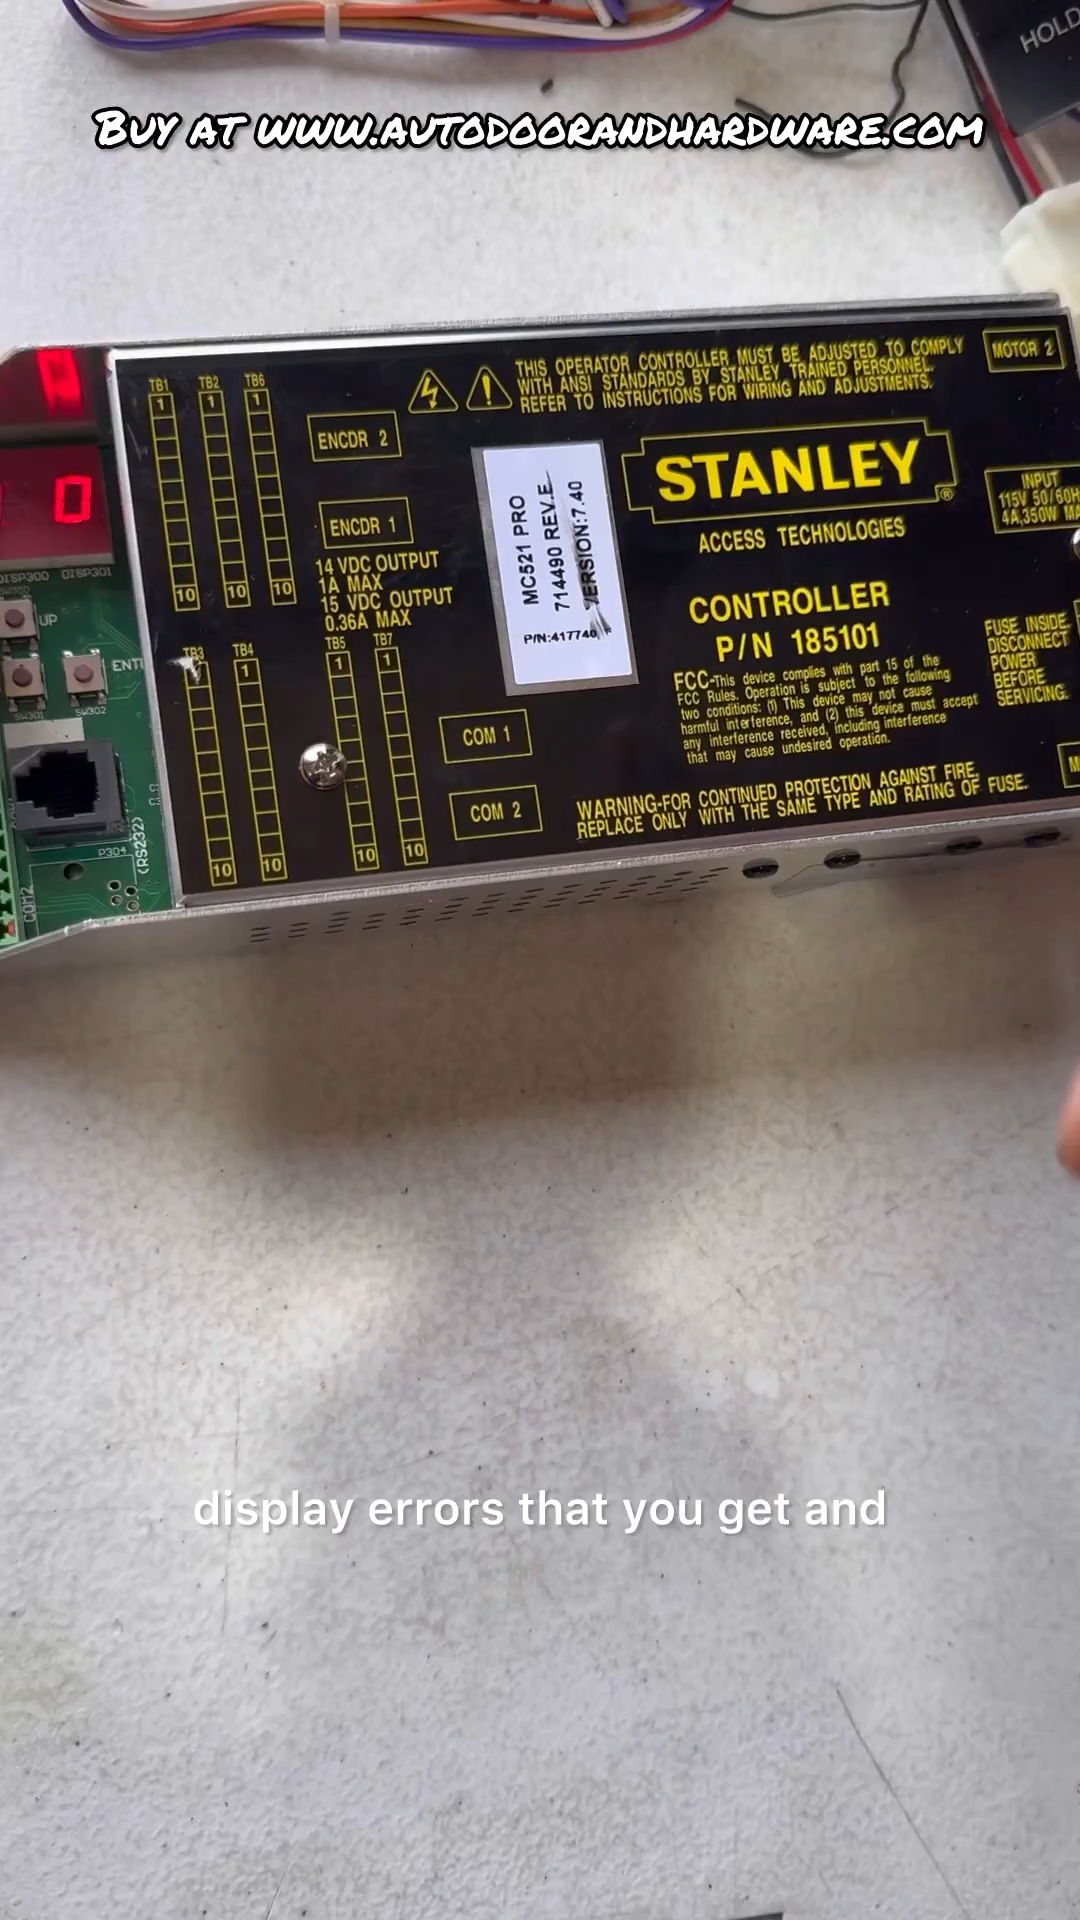 HOLD
Buy at www.autodoorandhardware.com
TB1 TB2 TB6
1 1 1
10 10 10
ENCDR 2
ENCDR 1
THIS OPERATOR CONTROLLER MUST BE ADJUSTED TO COMPLY
WITH ANSI STANDARDS BY STANLEY TRAINED PERSONNEL.
REFER TO INSTRUCTIONS FOR WIRING AND ADJUSTMENTS.
MOTOR 2
14 VDC OUTPUT
1A MAX
15 VDC OUTPUT
0.36A MAX
MC521 PRO
714490 REV.E
VERSION:7.40
P/N:417740
STANLEY
®
ACCESS TECHNOLOGIES
CONTROLLER
P/N 185101
INPUT
115V 50/60H
4A,350W MA
FCC-This device complies with part 15 of the
FCC Rules. Operation is subject to the following
two conditions: (1) This device may not cause
harmful interference, and (2) this device must accept
any interference received, including interference
that may cause undesired operation.
FUSE INSIDE.
DISCONNECT
POWER
BEFORE
SERVICING.
TB3 TB4 TB5 TB7
1 1 1
10 10 10 10
COM 1
COM 2
WARNING-FOR CONTINUED PROTECTION AGAINST FIRE,
REPLACE ONLY WITH THE SAME TYPE AND RATING OF FUSE.
M
0
DISP300 DISP301
UP
ENTE
SW301 SW302
P304
(RS232)
COM2
display errors that you get and